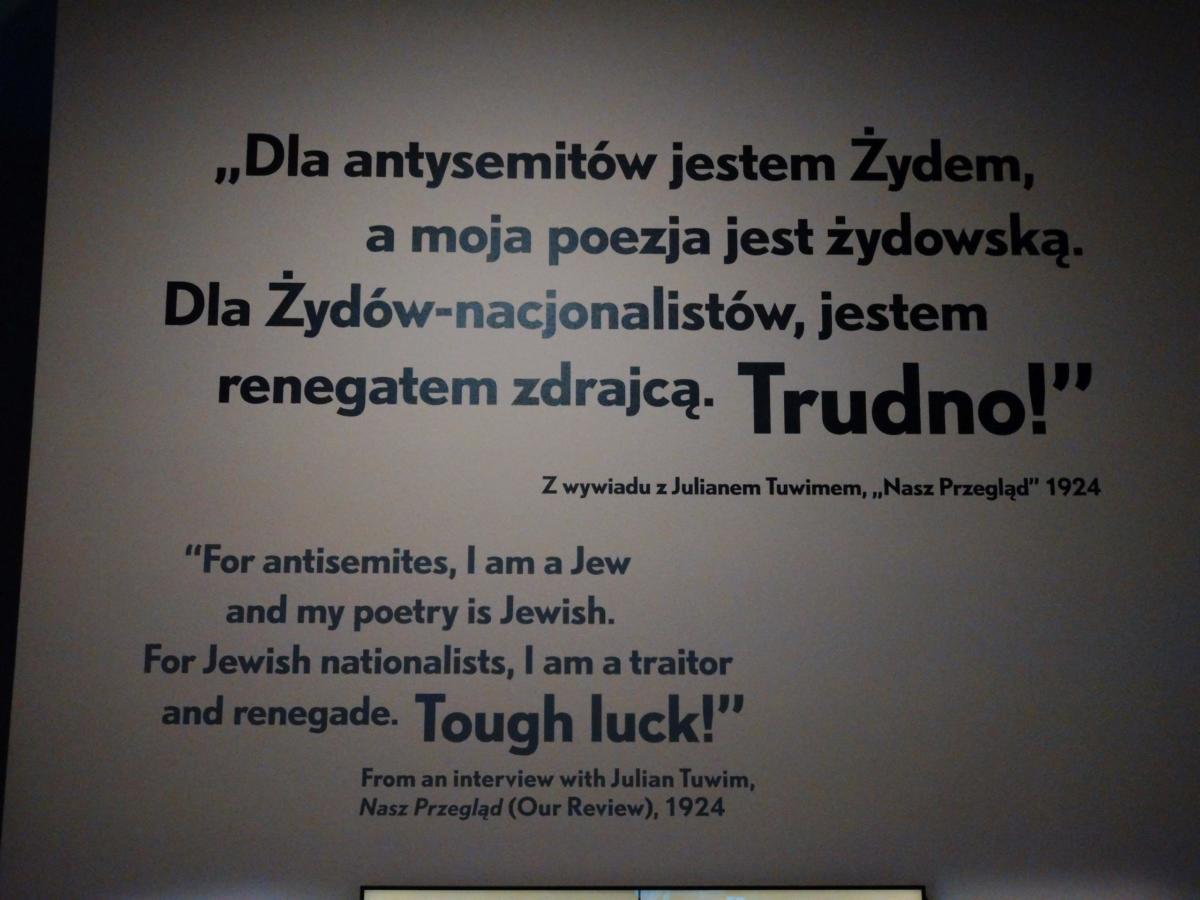 „Dla antysemitów jestem Żydem,
a moja poezja jest żydowską.
Dla Żydów-nacjonalistów, jestem
renegatem zdrajcą. Trudno!”
Z wywiadu z Julianem Tuwimem, „Nasz Przegląd” 1924
“For antisemites, I am a Jew
and my poetry is Jewish.
For Jewish nationalists, I am a traitor
and renegade. Tough luck!”
From an interview with Julian Tuwim,
Nasz Przegląd (Our Review), 1924